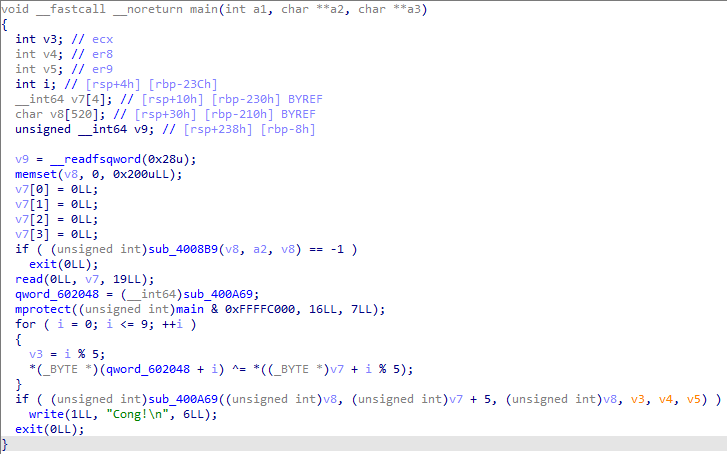 void __fastcall __noreturn main(int a1, char **a2, char **a3)
{
  int v3; // ecx
  int v4; // er8
  int v5; // er9
  int i; // [rsp+4h] [rbp-23Ch]
  __int64 v7[4]; // [rsp+10h] [rbp-230h] BYREF
  char v8[520]; // [rsp+30h] [rbp-210h] BYREF
  unsigned __int64 v9; // [rsp+238h] [rbp-8h]

  v9 = __readfsqword(0x28u);
  memset(v8, 0, 0x200uLL);
  v7[0] = 0LL;
  v7[1] = 0LL;
  v7[2] = 0LL;
  v7[3] = 0LL;
  if ( (unsigned int)sub_4008B9(v8, a2, v8) == -1 )
    exit(0LL);
  read(0LL, v7, 19LL);
  qword_602048 = (__int64)sub_400A69;
  mprotect((unsigned int)main & 0xFFFFC000, 16LL, 7LL);
  for ( i = 0; i <= 9; ++i )
  {
    v3 = i % 5;
    *(_BYTE *)(qword_602048 + i) ^= *((_BYTE *)v7 + i % 5);
  }
  if ( (unsigned int)sub_400A69((unsigned int)v8, (unsigned int)v7 + 5, (unsigned int)v8, v3, v4, v5) )
    write(1LL, "Cong!\n", 6LL);
  exit(0LL);
}